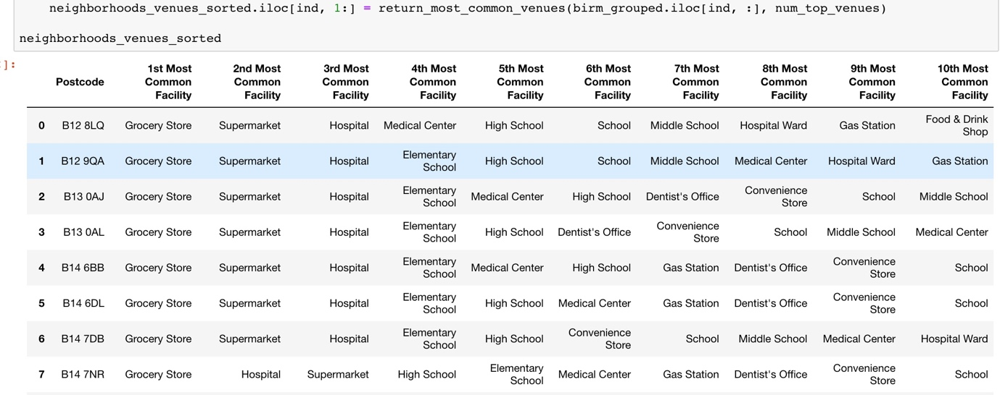 neighborhoods_venues_sorted.iloc[ind, 1:] = return_most_common_venues(birm_grouped.iloc[ind, :], num_top_venues)
neighborhoods_venues_sorted
]:
Postcode 1st Most Common Facility 2nd Most Common Facility 3rd Most Common Facility 4th Most Common Facility 5th Most Common Facility 6th Most Common Facility 7th Most Common Facility 8th Most Common Facility 9th Most Common Facility 10th Most Common Facility
0 B12 8LQ Grocery Store Supermarket Hospital Medical Center High School School Middle School Hospital Ward Gas Station Food & Drink Shop
1 B12 9QA Grocery Store Supermarket Hospital Elementary School High School School Middle School Medical Center Hospital Ward Gas Station
2 B13 0AJ Grocery Store Supermarket Hospital Elementary School Medical Center High School Dentist's Office Convenience Store School Middle School
3 B13 0AL Grocery Store Supermarket Hospital Elementary School High School Dentist's Office Convenience Store School Middle School Medical Center
4 B14 6BB Grocery Store Supermarket Hospital Elementary School Medical Center High School Gas Station Dentist's Office Convenience Store School
5 B14 6DL Grocery Store Supermarket Hospital Elementary School High School Medical Center Gas Station Dentist's Office Convenience Store School
6 B14 7DB Grocery Store Supermarket Hospital Elementary School High School Convenience Store School Middle School Medical Center Hospital Ward
7 B14 7NR Grocery Store Hospital Supermarket High School Elementary School Medical Center Gas Station Dentist's Office Convenience Store School